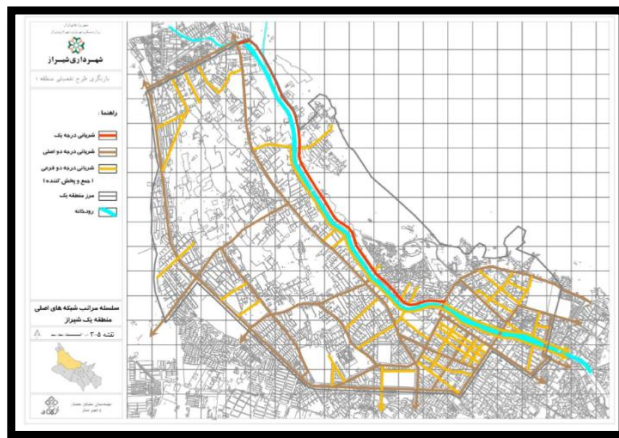 شهرداری شیراز
بازنگری طرح تفصیلی منطقه ۱
راهنما :
شریانی درجه یک
شریانی درجه دو اصلی
شریانی درجه دو فرعی
( جمع و پخش کننده )
مرز منطقه یک
رودخانه
سلسله مراتب شبکه های اصلی
منطقه یک شیراز
نقشه ۵-۲۰